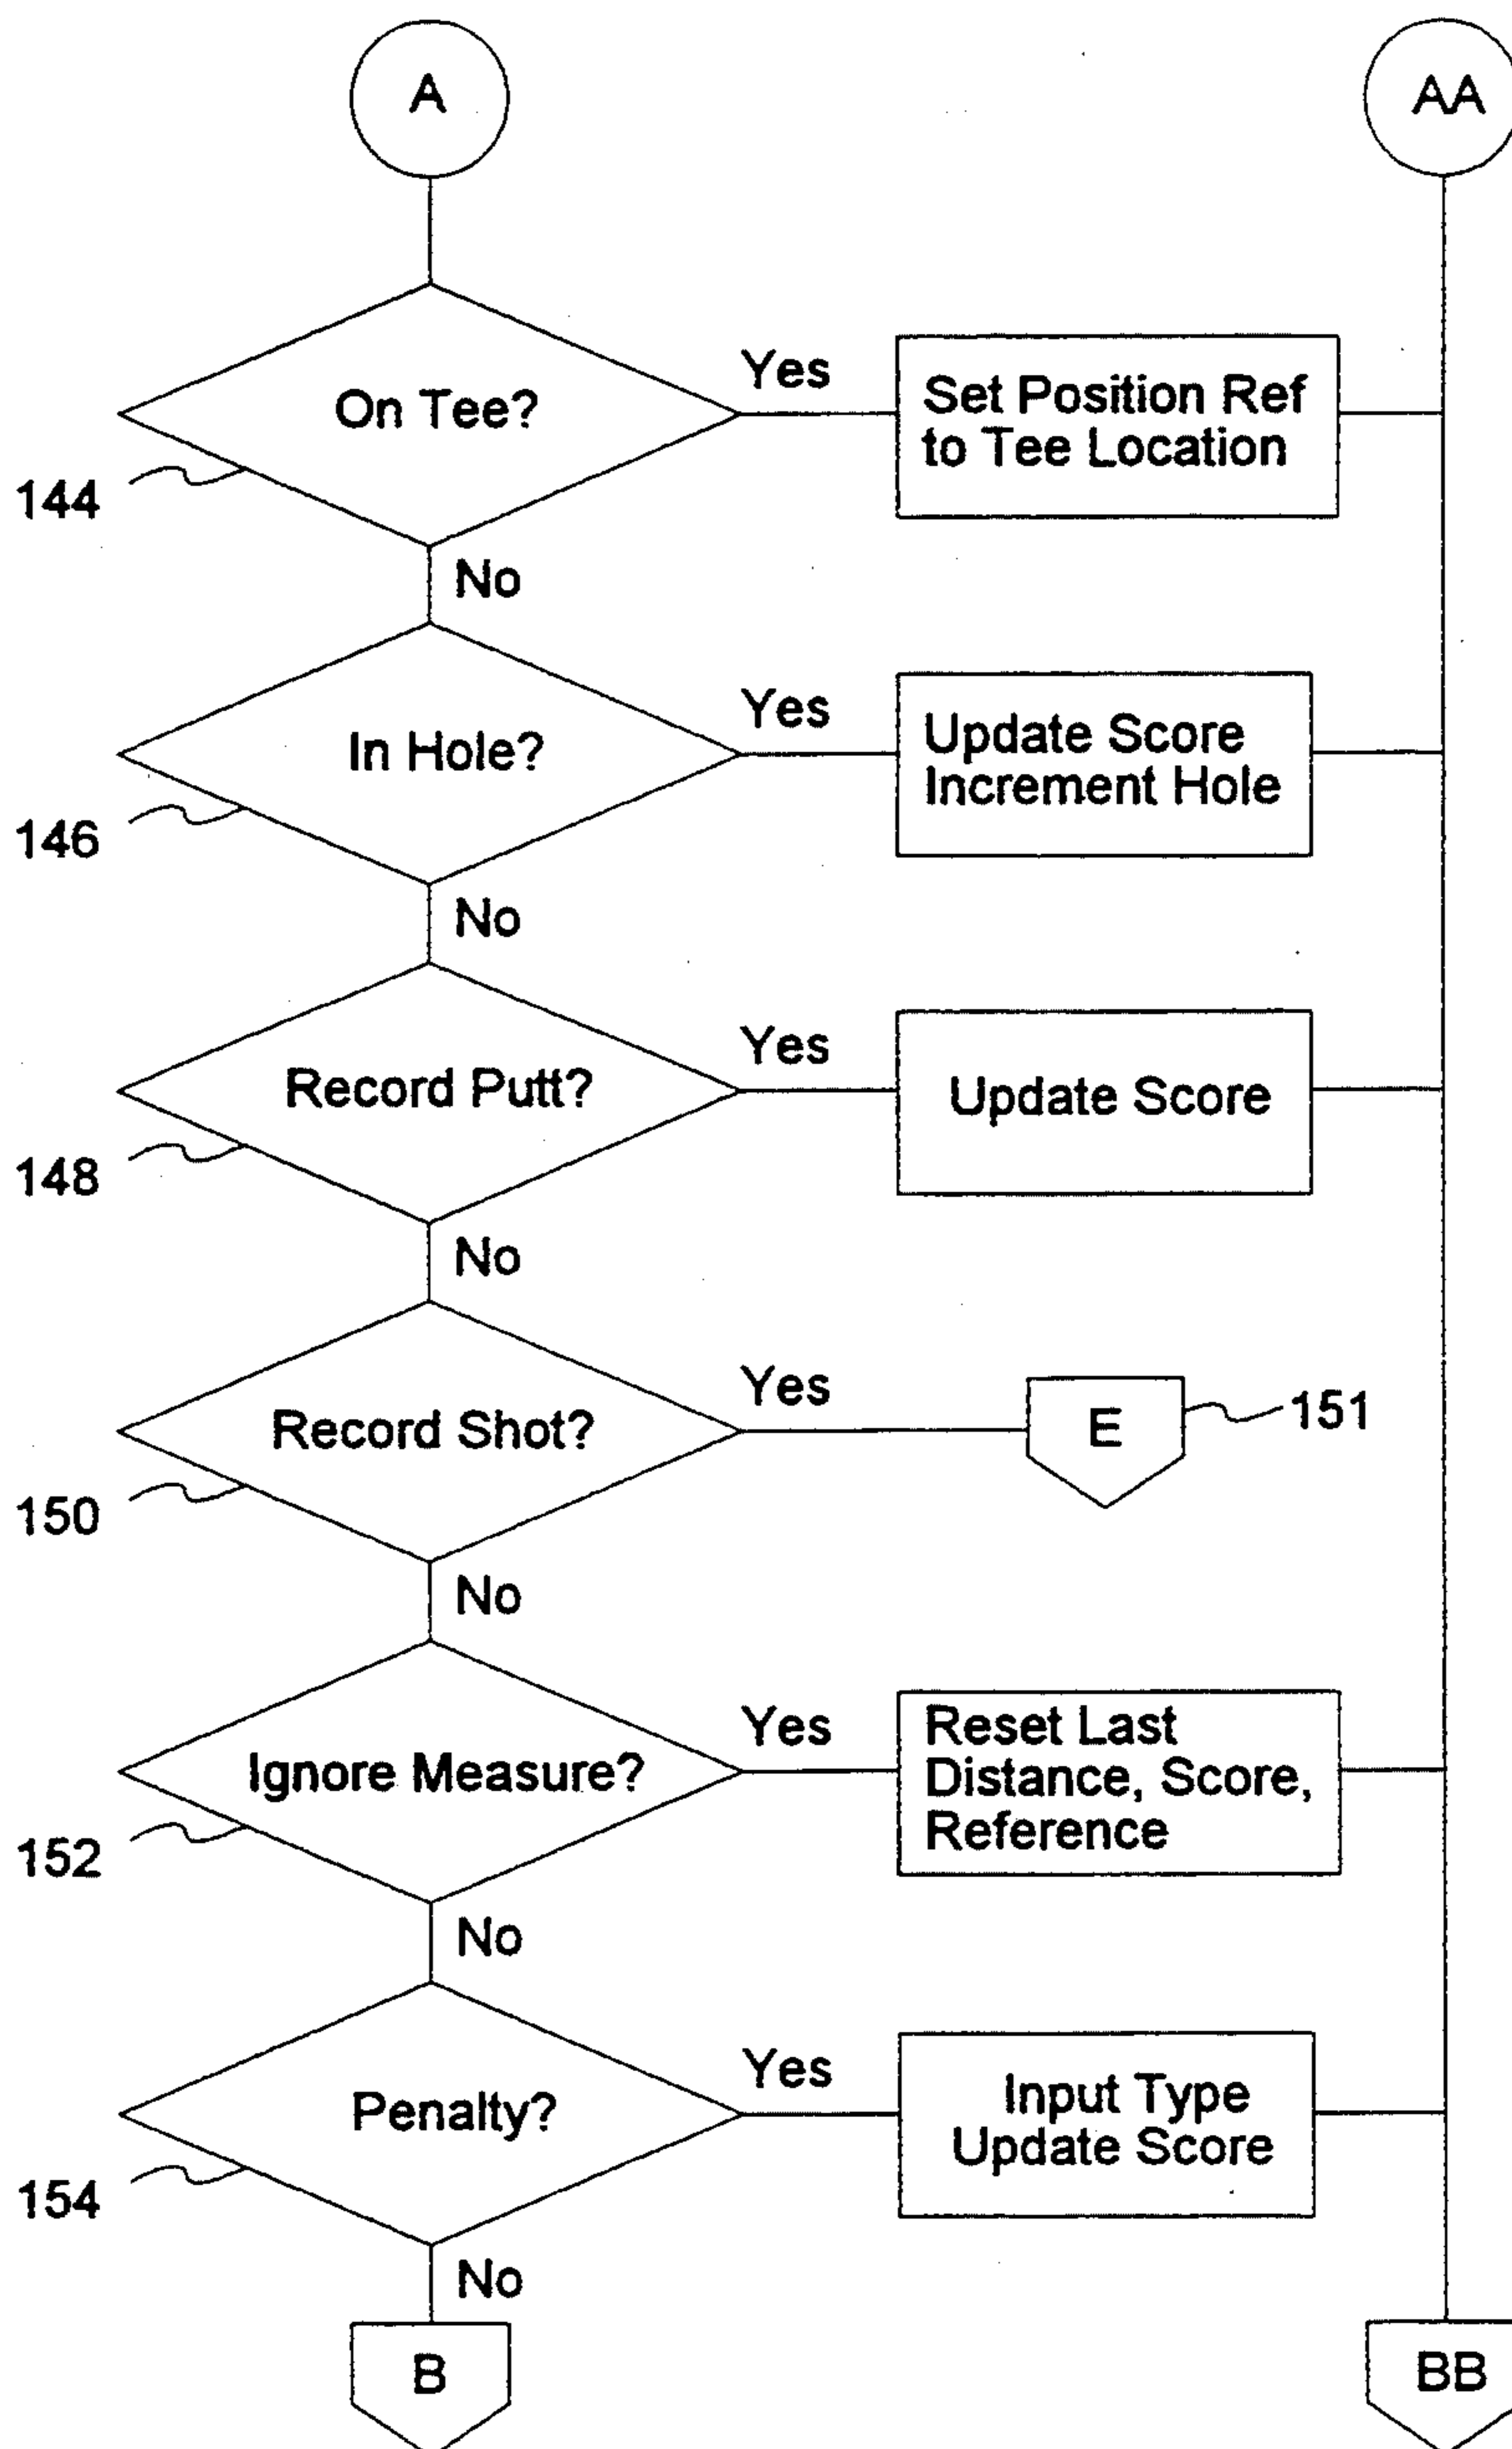 A
AA
On Tee?
Yes
Set Position Ref
to Tee Location
144
No
In Hole?
Yes
Update Score
Increment Hole
146
No
Record Putt?
Yes
Update Score
148
No
Record Shot?
Yes
E
151
150
No
Ignore Measure?
Yes
Reset Last
Distance, Score,
Reference
152
No
Penalty?
Yes
Input Type
Update Score
154
No
B
BB